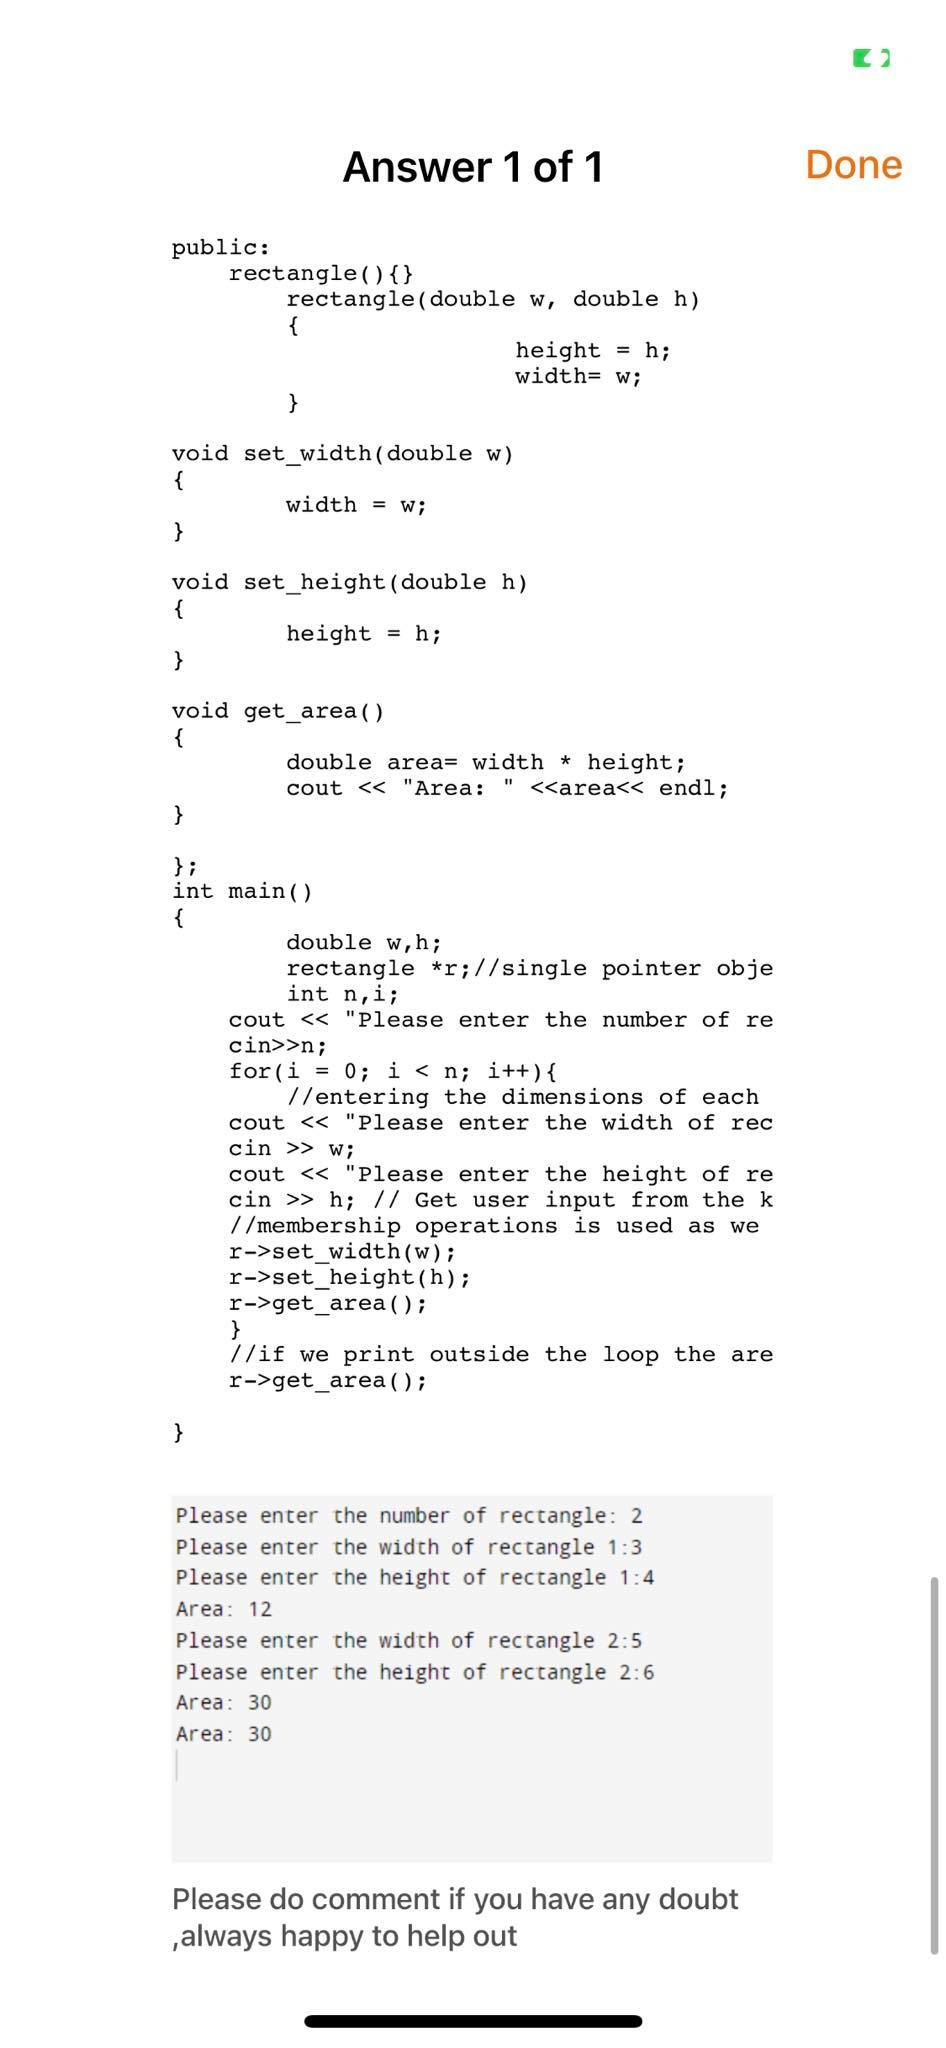 Answer 1 of 1
Done
public:
    rectangle(){}
        rectangle(double w, double h)
        {
                        height = h;
                        width= w;
        }

void set_width(double w)
{
        width = w;
}

void set_height(double h)
{
        height = h;
}

void get_area()
{
        double area= width * height;
        cout << "Area: " <<area<< endl;
}

};
int main()
{
        double w,h;
        rectangle *r;//single pointer obje
        int n,i;
    cout << "Please enter the number of re
    cin>>n;
    for(i = 0; i < n; i++){
        //entering the dimensions of each
    cout << "Please enter the width of rec
    cin >> w;
    cout << "Please enter the height of re
    cin >> h; // Get user input from the k
    //membership operations is used as we
    r->set_width(w);
    r->set_height(h);
    r->get_area();
    }
    //if we print outside the loop the are
    r->get_area();

}
Please enter the number of rectangle: 2
Please enter the width of rectangle 1:3
Please enter the height of rectangle 1:4
Area: 12
Please enter the width of rectangle 2:5
Please enter the height of rectangle 2:6
Area: 30
Area: 30
Please do comment if you have any doubt
,always happy to help out